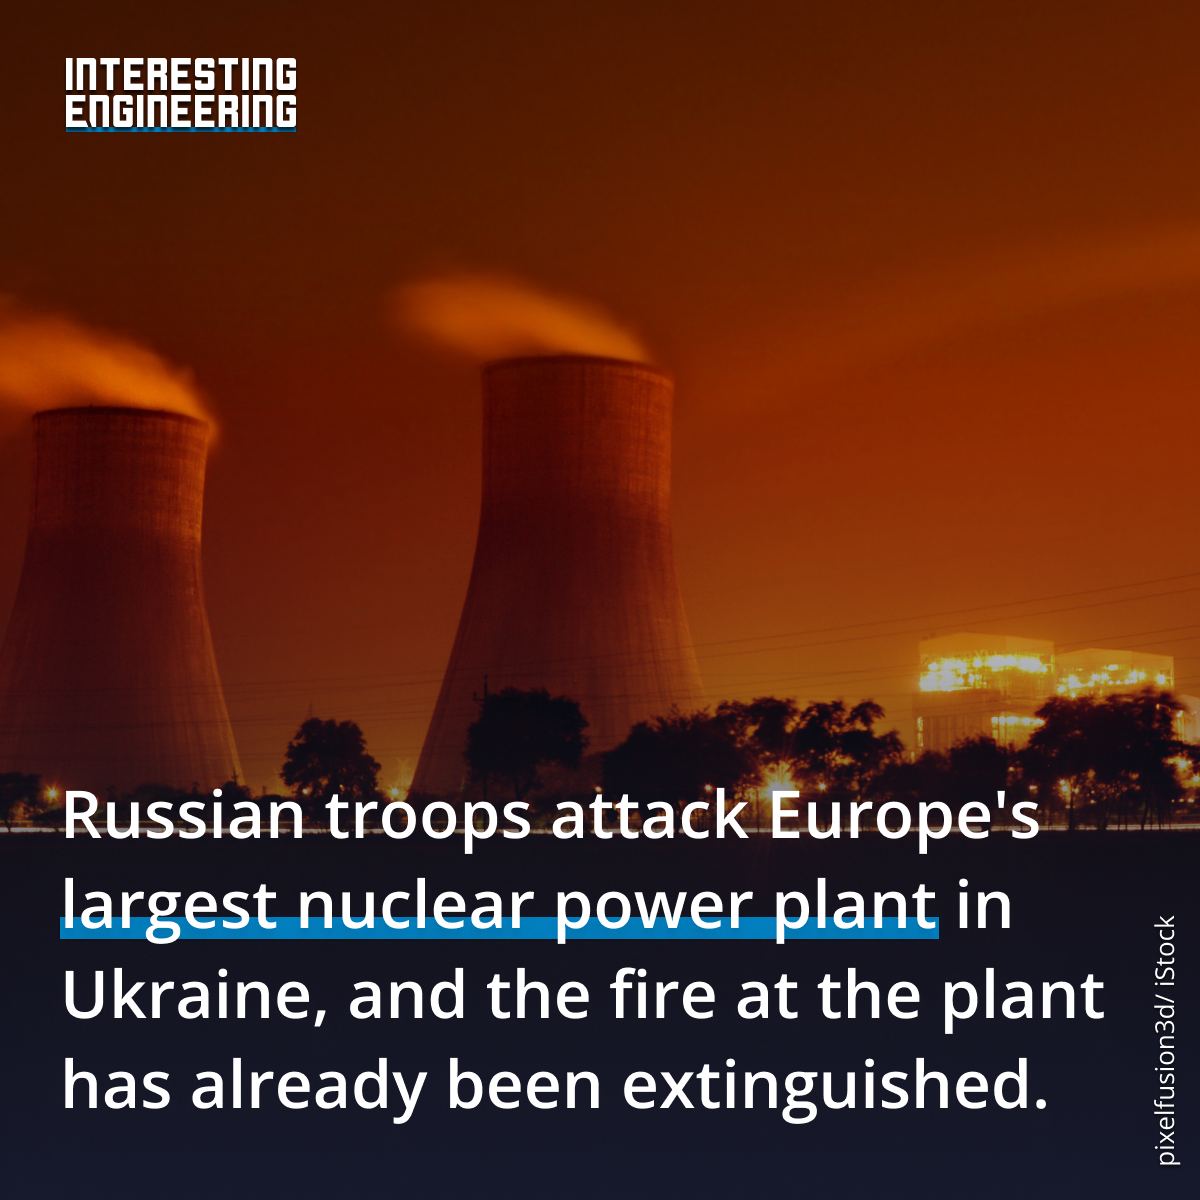 INTERESTING
ENGINEERING
Russian troops attack Europe's
largest nuclear power plant in
Ukraine, and the fire at the plant
has already been extinguished.
pixelfusion3d/ iStock